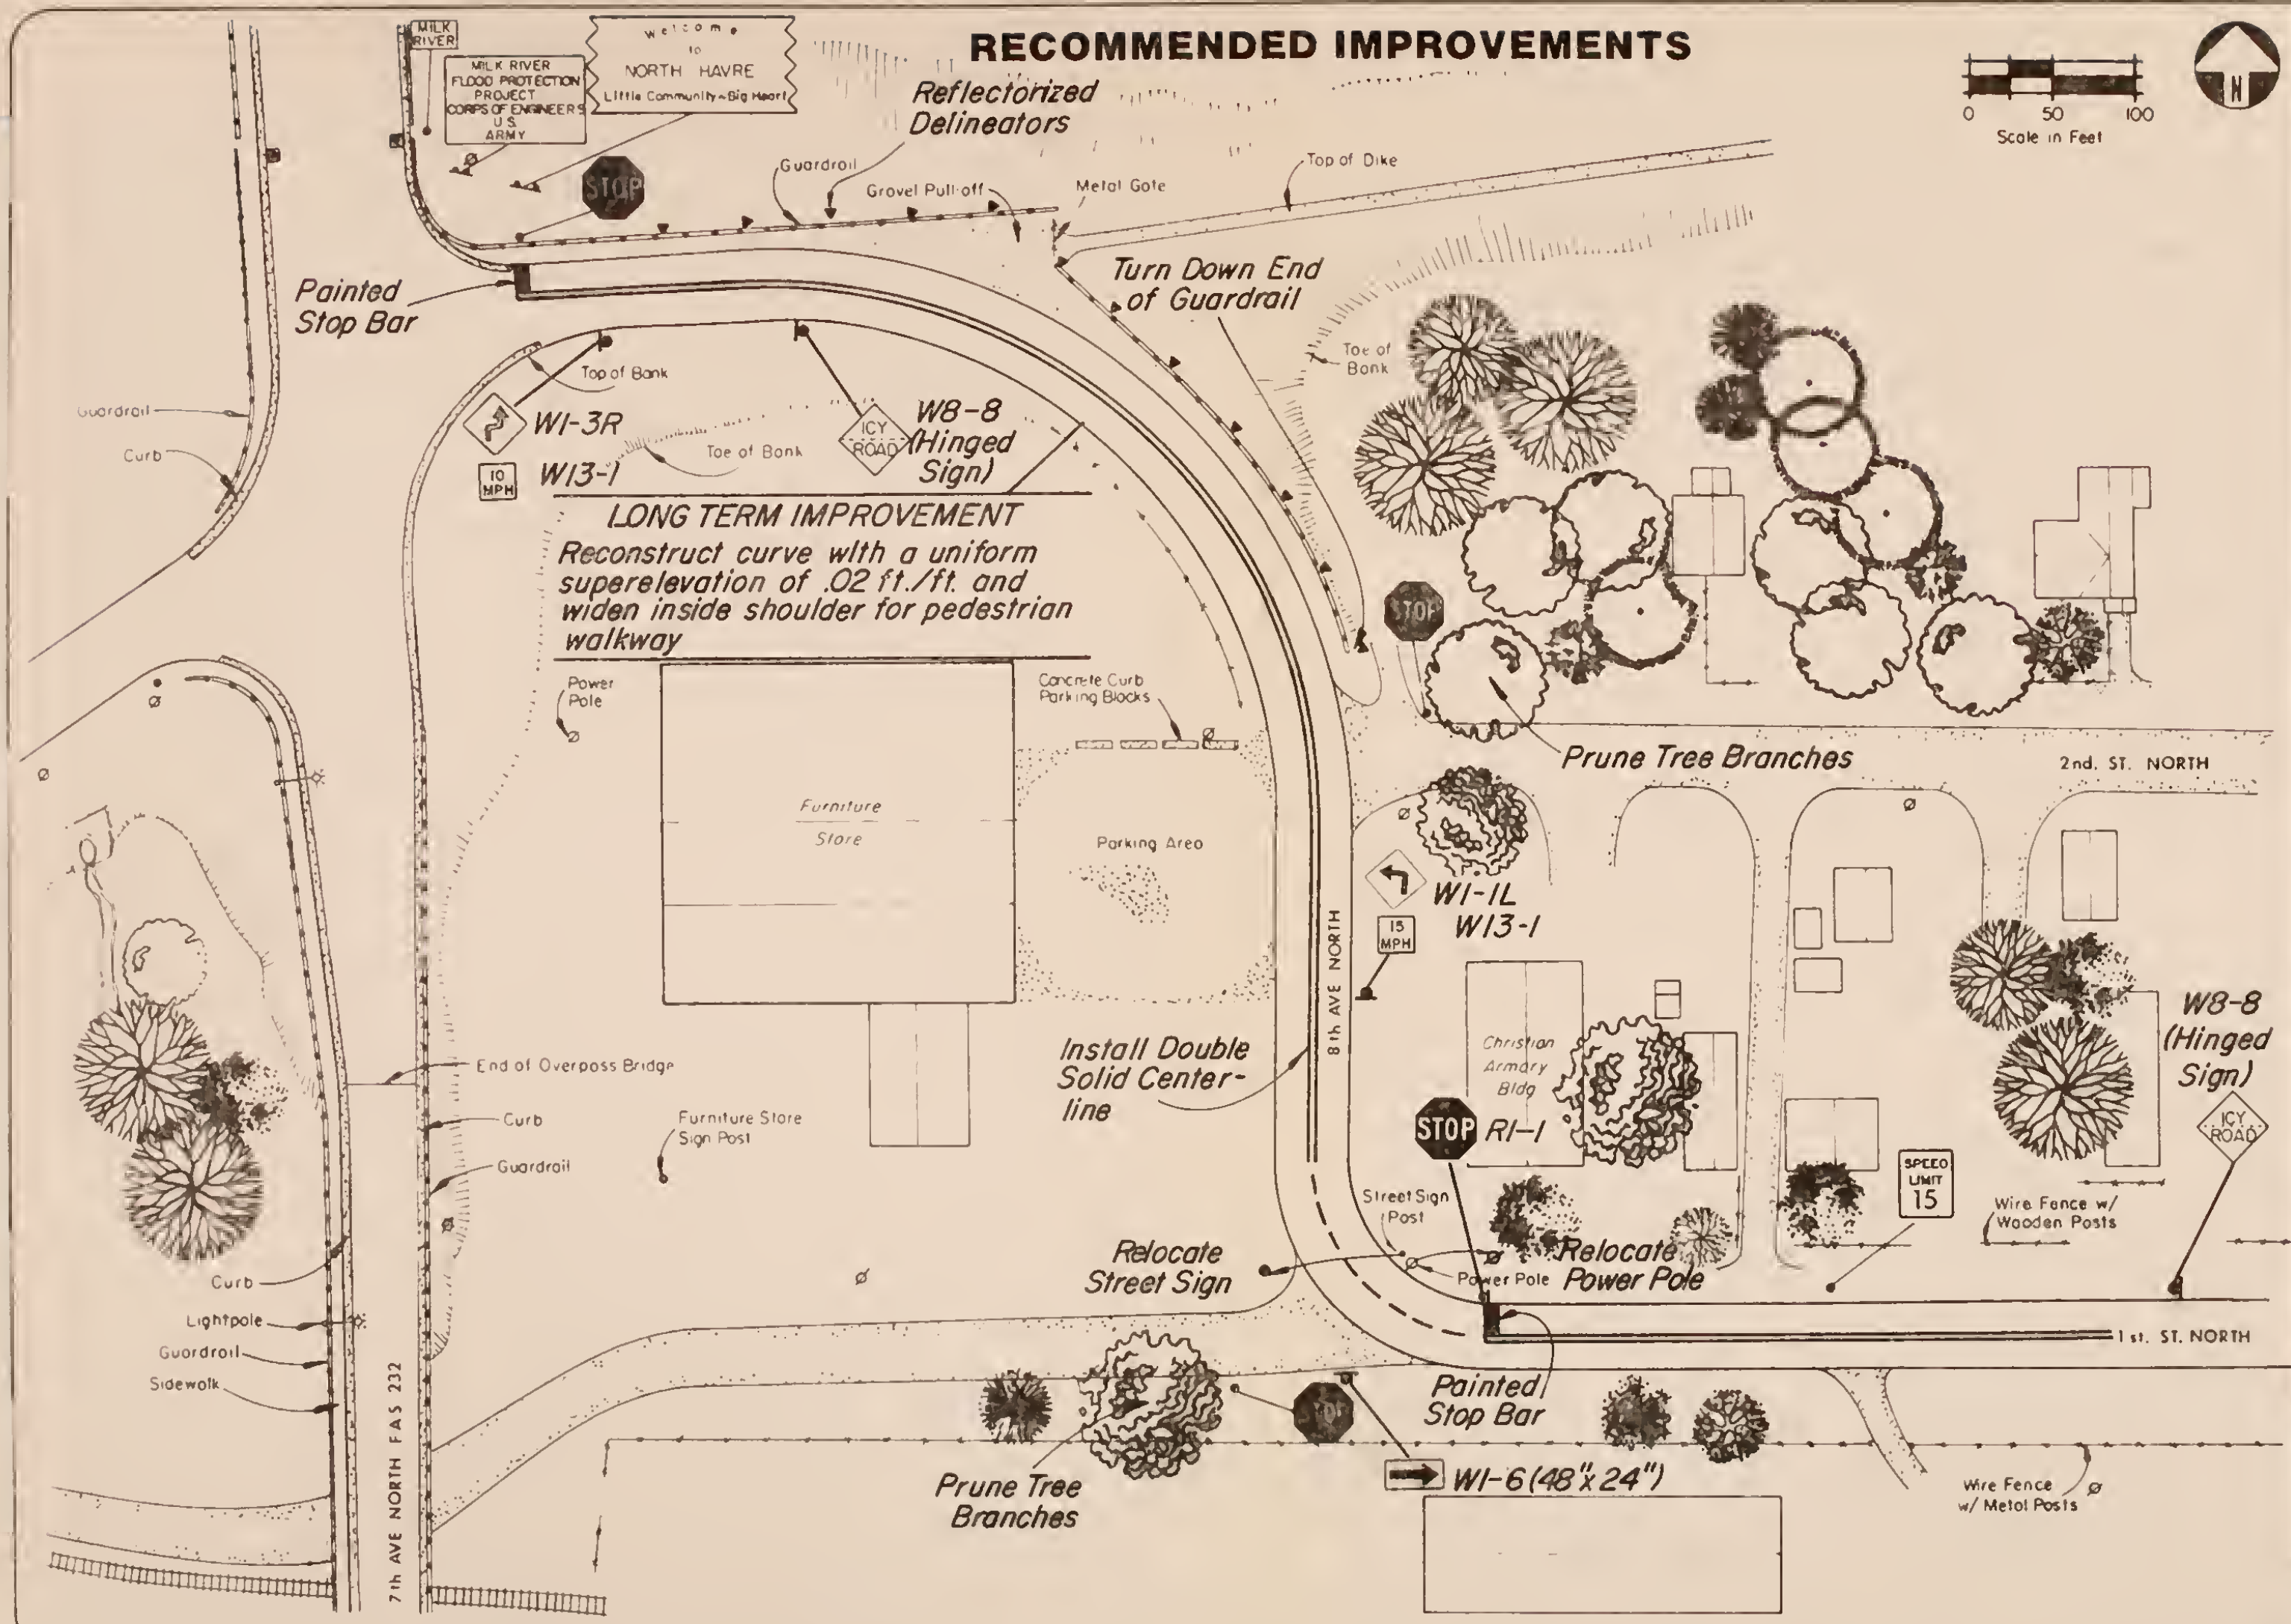 RECOMMENDED IMPROVEMENTS
MILK
RIVER
MILK RIVER
FLOOD PROTECTION
PROJECT
CORPS OF ENGINEERS
U.S.
ARMY
Welcome
to
NORTH HAVRE
Little Community~Big Heart
Reflectorized
Delineators
0 50 100
Scale in Feet
N
STOP
Guardrail
Gravel Pull-off
Metal Gate
Top of Dike
Painted
Stop Bar
Turn Down End
of Guardrail
Toe of
Bank
Top of Bank
Guardrail
Curb
W1-3R
10
MPH
W13-1
Toe of Bank
ICY
ROAD
W8-8
(Hinged
Sign)
LONG TERM IMPROVEMENT
Reconstruct curve with a uniform
superelevation of .02 ft./ft. and
widen inside shoulder for pedestrian
walkway
STOP
Power
Pole
Concrete Curb
Parking Blocks
Prune Tree Branches
2nd. ST. NORTH
Furniture
Store
Parking Area
W1-1L
W13-1
15
MPH
8th AVE NORTH
Install Double
Solid Center-
line
Christian
Armory
Bldg
W8-8
(Hinged
Sign)
ICY
ROAD
End of Overpass Bridge
Curb
Guardrail
Furniture Store
Sign Post
STOP
R1-1
SPEED
LIMIT
15
Wire Fence w/
Wooden Posts
Street Sign
Post
Relocate
Street Sign
Power Pole
Relocate
Power Pole
Curb
Lightpole
Guardrail
Sidewalk
7th AVE NORTH FAS 232
1st. ST. NORTH
Painted
Stop Bar
STOP
W1-6 (48"x24")
Prune Tree
Branches
Wire Fence
w/ Metal Posts